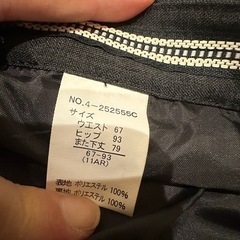 NO.4-252555C
サイズ
ウエスト 67
ヒップ 93
また下丈 79
67-93
(11AR)
表地 ポリエステル 100%
裏地 ポリエステル 100%